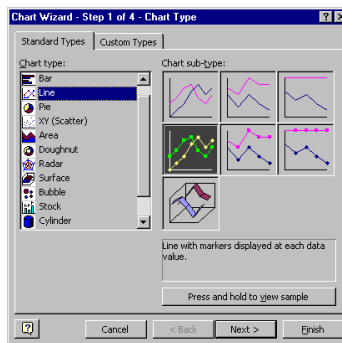 Chart Wizard - Step 1 of 4 - Chart Type
Standard Types
Custom Types
Chart type:
Chart sub-type:
Bar
Line
Pie
XY (Scatter)
Area
Doughnut
Radar
Surface
Bubble
Stock
Cylinder
Line with markers displayed at each data
value.
Press and hold to view sample
Cancel
< Back
Next >
Finish